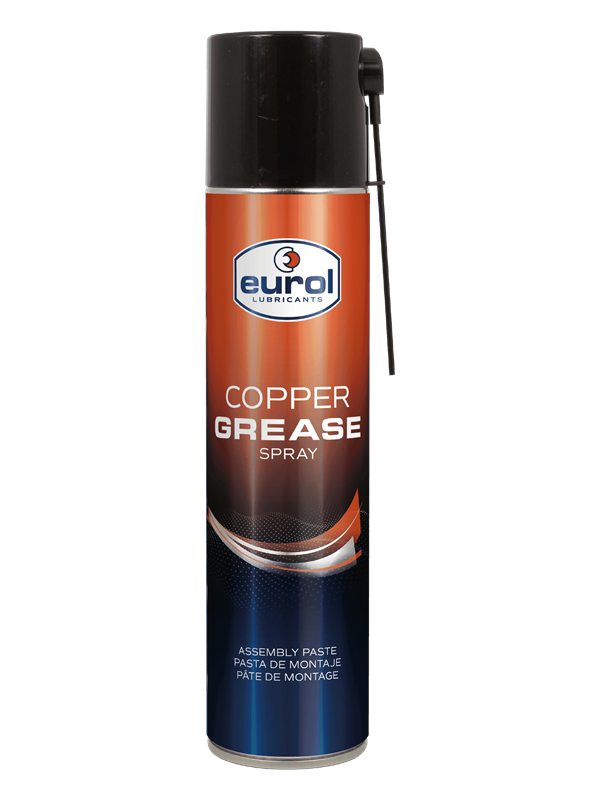 eurol
LUBRICANTS
COPPER
GREASE
SPRAY
ASSEMBLY PASTE
PASTA DE MONTAJE
PÂTE DE MONTAGE